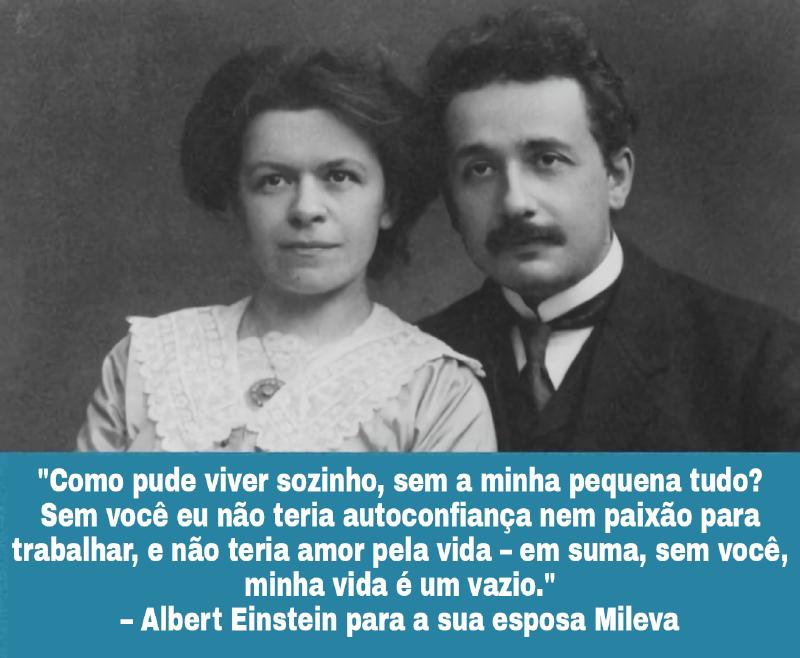 "Como pude viver sozinho, sem a minha pequena tudo?
Sem você eu não teria autoconfiança nem paixão para
trabalhar, e não teria amor pela vida – em suma, sem você,
minha vida é um vazio."
– Albert Einstein para a sua esposa Mileva